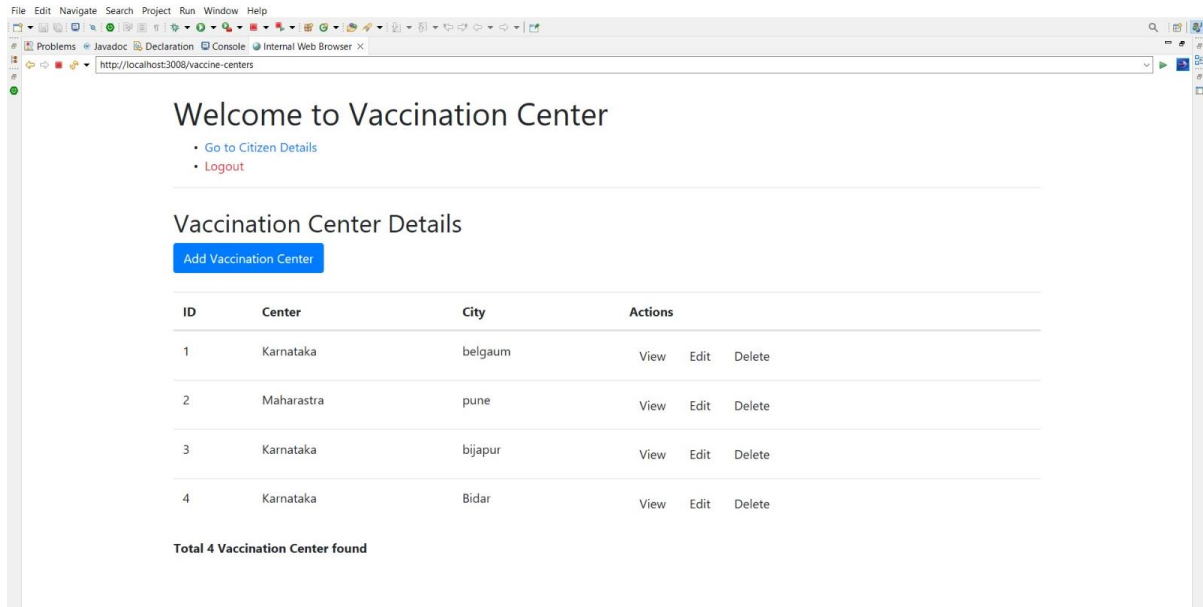 File Edit Navigate Search Project Run Window Help
Problems Javadoc Declaration Console Internal Web Browser
http://localhost:3008/vaccine-centers
Welcome to Vaccination Center
• Go to Citizen Details
• Logout
Vaccination Center Details
Add Vaccination Center
ID Center City Actions
1 Karnataka belgaum View Edit Delete
2 Maharastra pune View Edit Delete
3 Karnataka bijapur View Edit Delete
4 Karnataka Bidar View Edit Delete
Total 4 Vaccination Center found